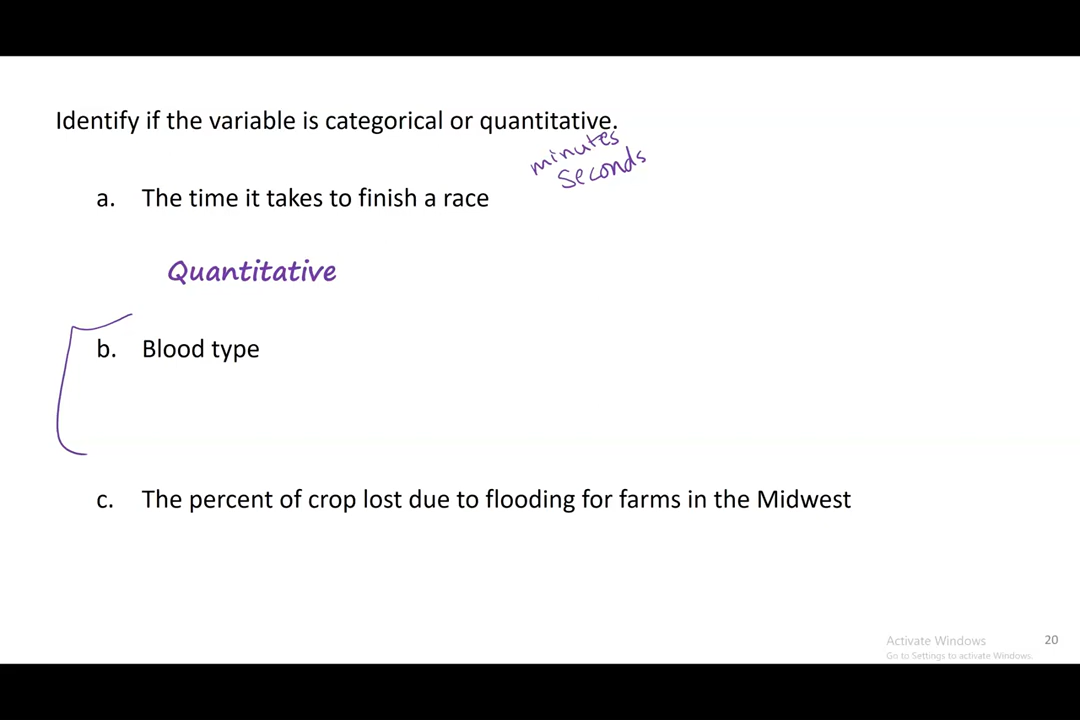 Identify if the variable is categorical or quantitative.
minutes
seconds
a. The time it takes to finish a race
Quantitative
b. Blood type
c. The percent of crop lost due to flooding for farms in the Midwest
Activate Windows
Go to Settings to activate Windows.
20